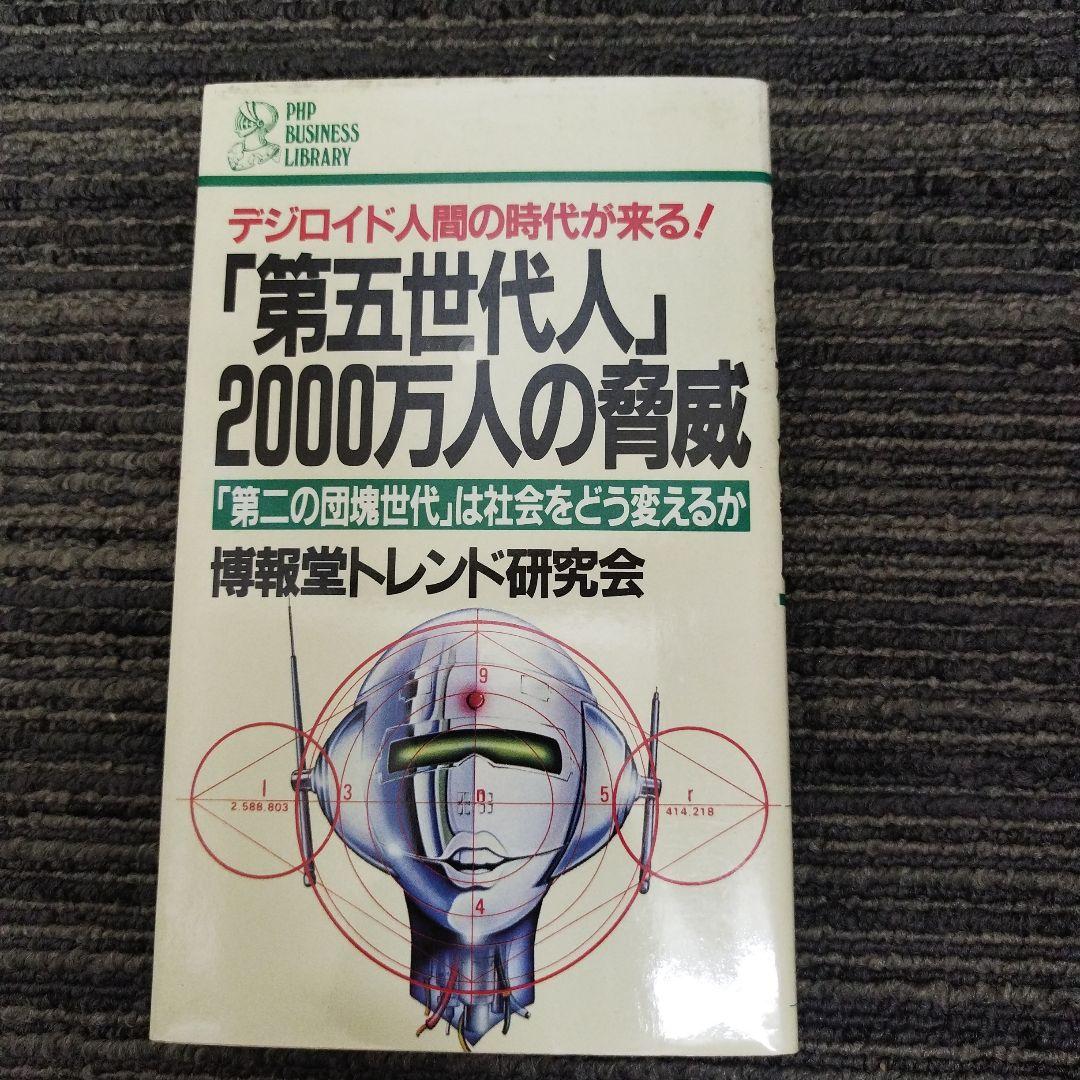 PHP
BUSINESS
LIBRARY
デジロイド人間の時代が来る!
「第五世代人」
2000万人の脅威
「第二の団塊世代」は社会をどう変えるか
博報堂トレンド研究会
9
l
3
n
5
r
2.588.803
414.218
4